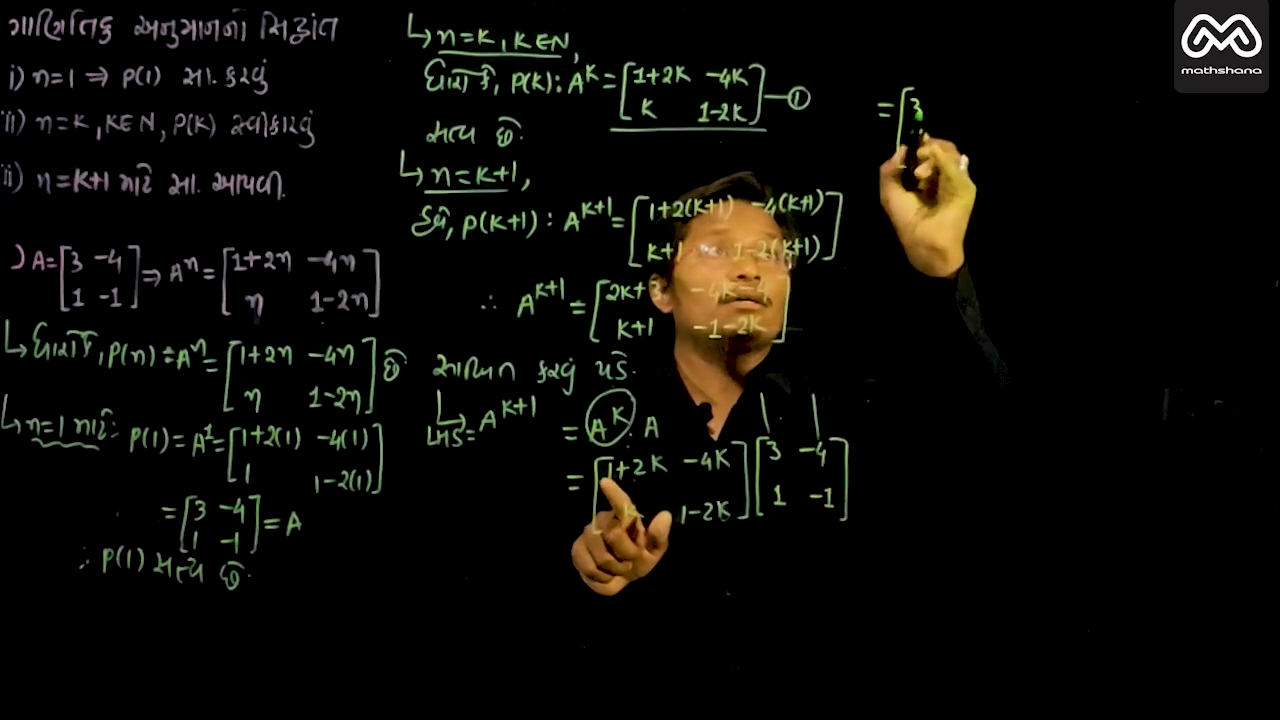 ગાણિતિક અનુમાનનો સિદ્ધાંત
i) n=1 ⇒ P(1) સા. કરવું
ii) n=K, K∈N, P(K) સ્વીકારવું
ii) n=K+1 માટે સા. આપવી.
) A=[3 -4] ⇒ Aⁿ = [1+2n -4n]
[1 -1] [n 1-2n]
↳ ધારોકે, P(n) : Aⁿ = [1+2n -4n] છે
[n 1-2n]
↳ n=1 માટે: P(1) = A¹ = [1+2(1) -4(1)]
[1 1-2(1)]
= [3 -4] = A
[1 -1]
∴ P(1) સત્ય છે.
↳ n=K, K∈N,
ધારો કે, P(K): Aᴷ = [1+2K -4K] —①
[K 1-2K]
સત્ય છે.
↳ n=K+1,
હવે, P(K+1) : Aᴷ⁺¹ = [1+2(K+1) -4(K+1)]
[K+1 1-2(K+1)]
∴ Aᴷ⁺¹ = [2K+3 -4K-4]
[K+1 -1-2K]
સાબિત કરવું પડે.
↳ Aᴷ⁺¹
= Aᴷ. A
= [1+2K -4K] [3 -4]
[K 1-2K] [1 -1]
= [3
mathshana